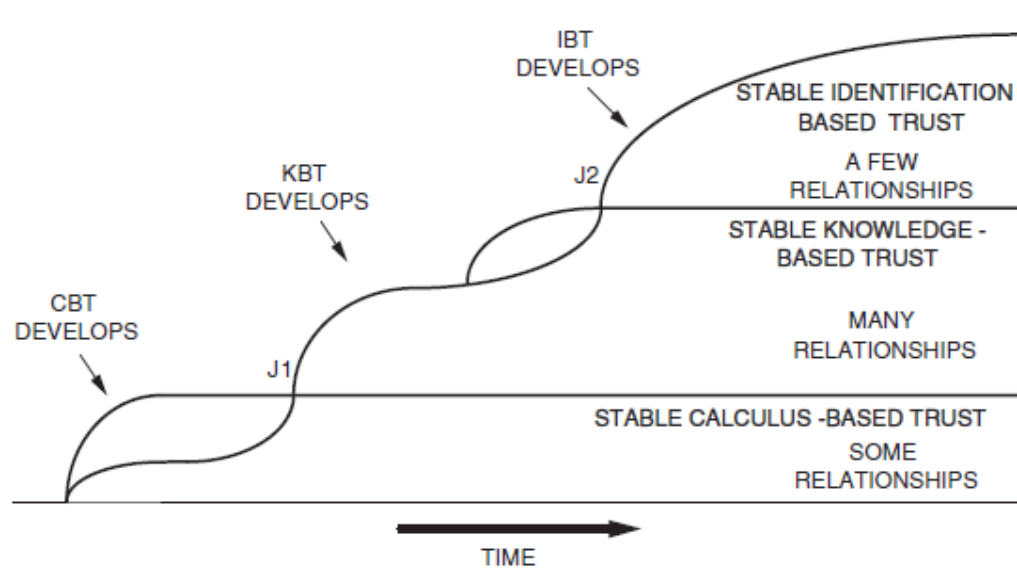 IBT
DEVELOPS
STABLE IDENTIFICATION
BASED TRUST
A FEW
RELATIONSHIPS
KBT
DEVELOPS
J2
STABLE KNOWLEDGE -
BASED TRUST
CBT
DEVELOPS
MANY
RELATIONSHIPS
J1
STABLE CALCULUS -BASED TRUST
SOME
RELATIONSHIPS
TIME